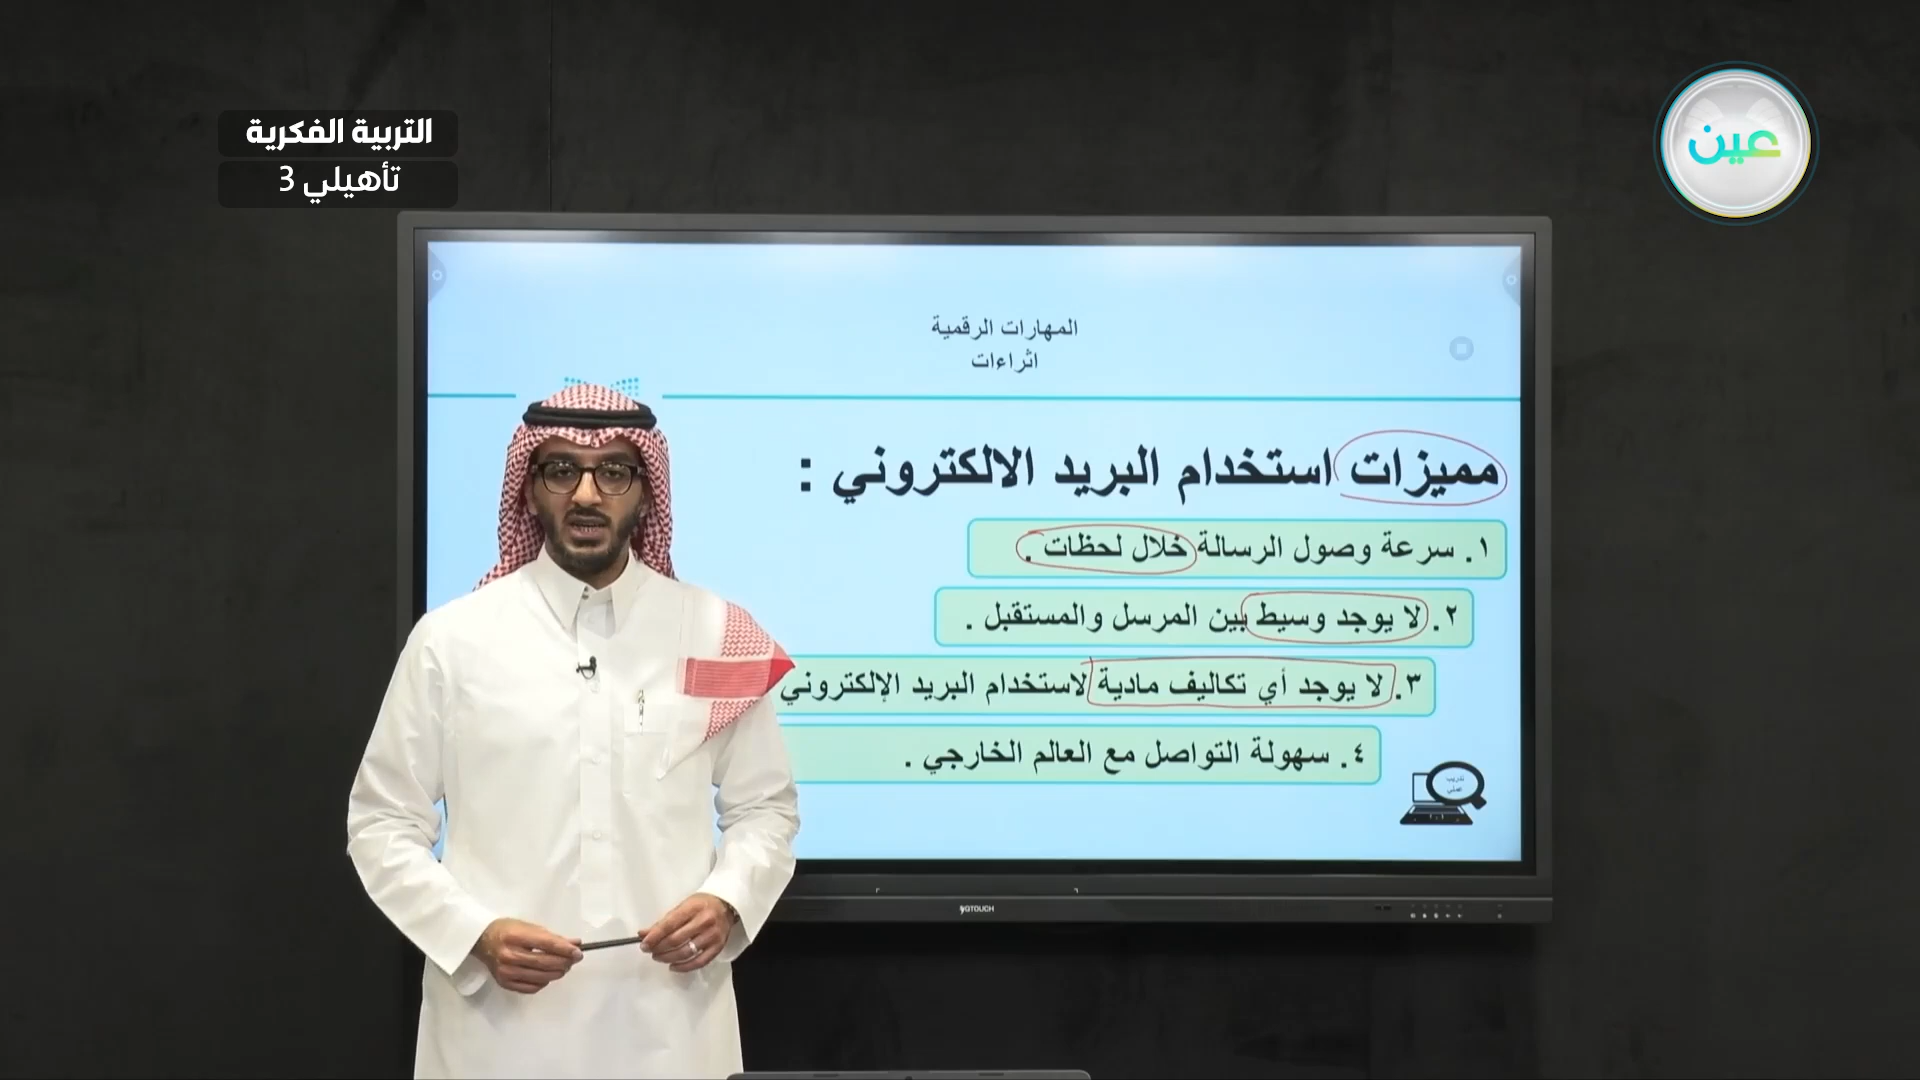 التربية الفكرية
تأهيلي 3
عين
المهارات الرقمية
اثراءات
مميزات استخدام البريد الالكتروني :
١. سرعة وصول الرسالة خلال لحظات .
٢. لا يوجد وسيط بين المرسل والمستقبل .
٣. لا يوجد أي تكاليف مادية لاستخدام البريد الإلكتروني
٤. سهولة التواصل مع العالم الخارجي .
تدريب
عملي